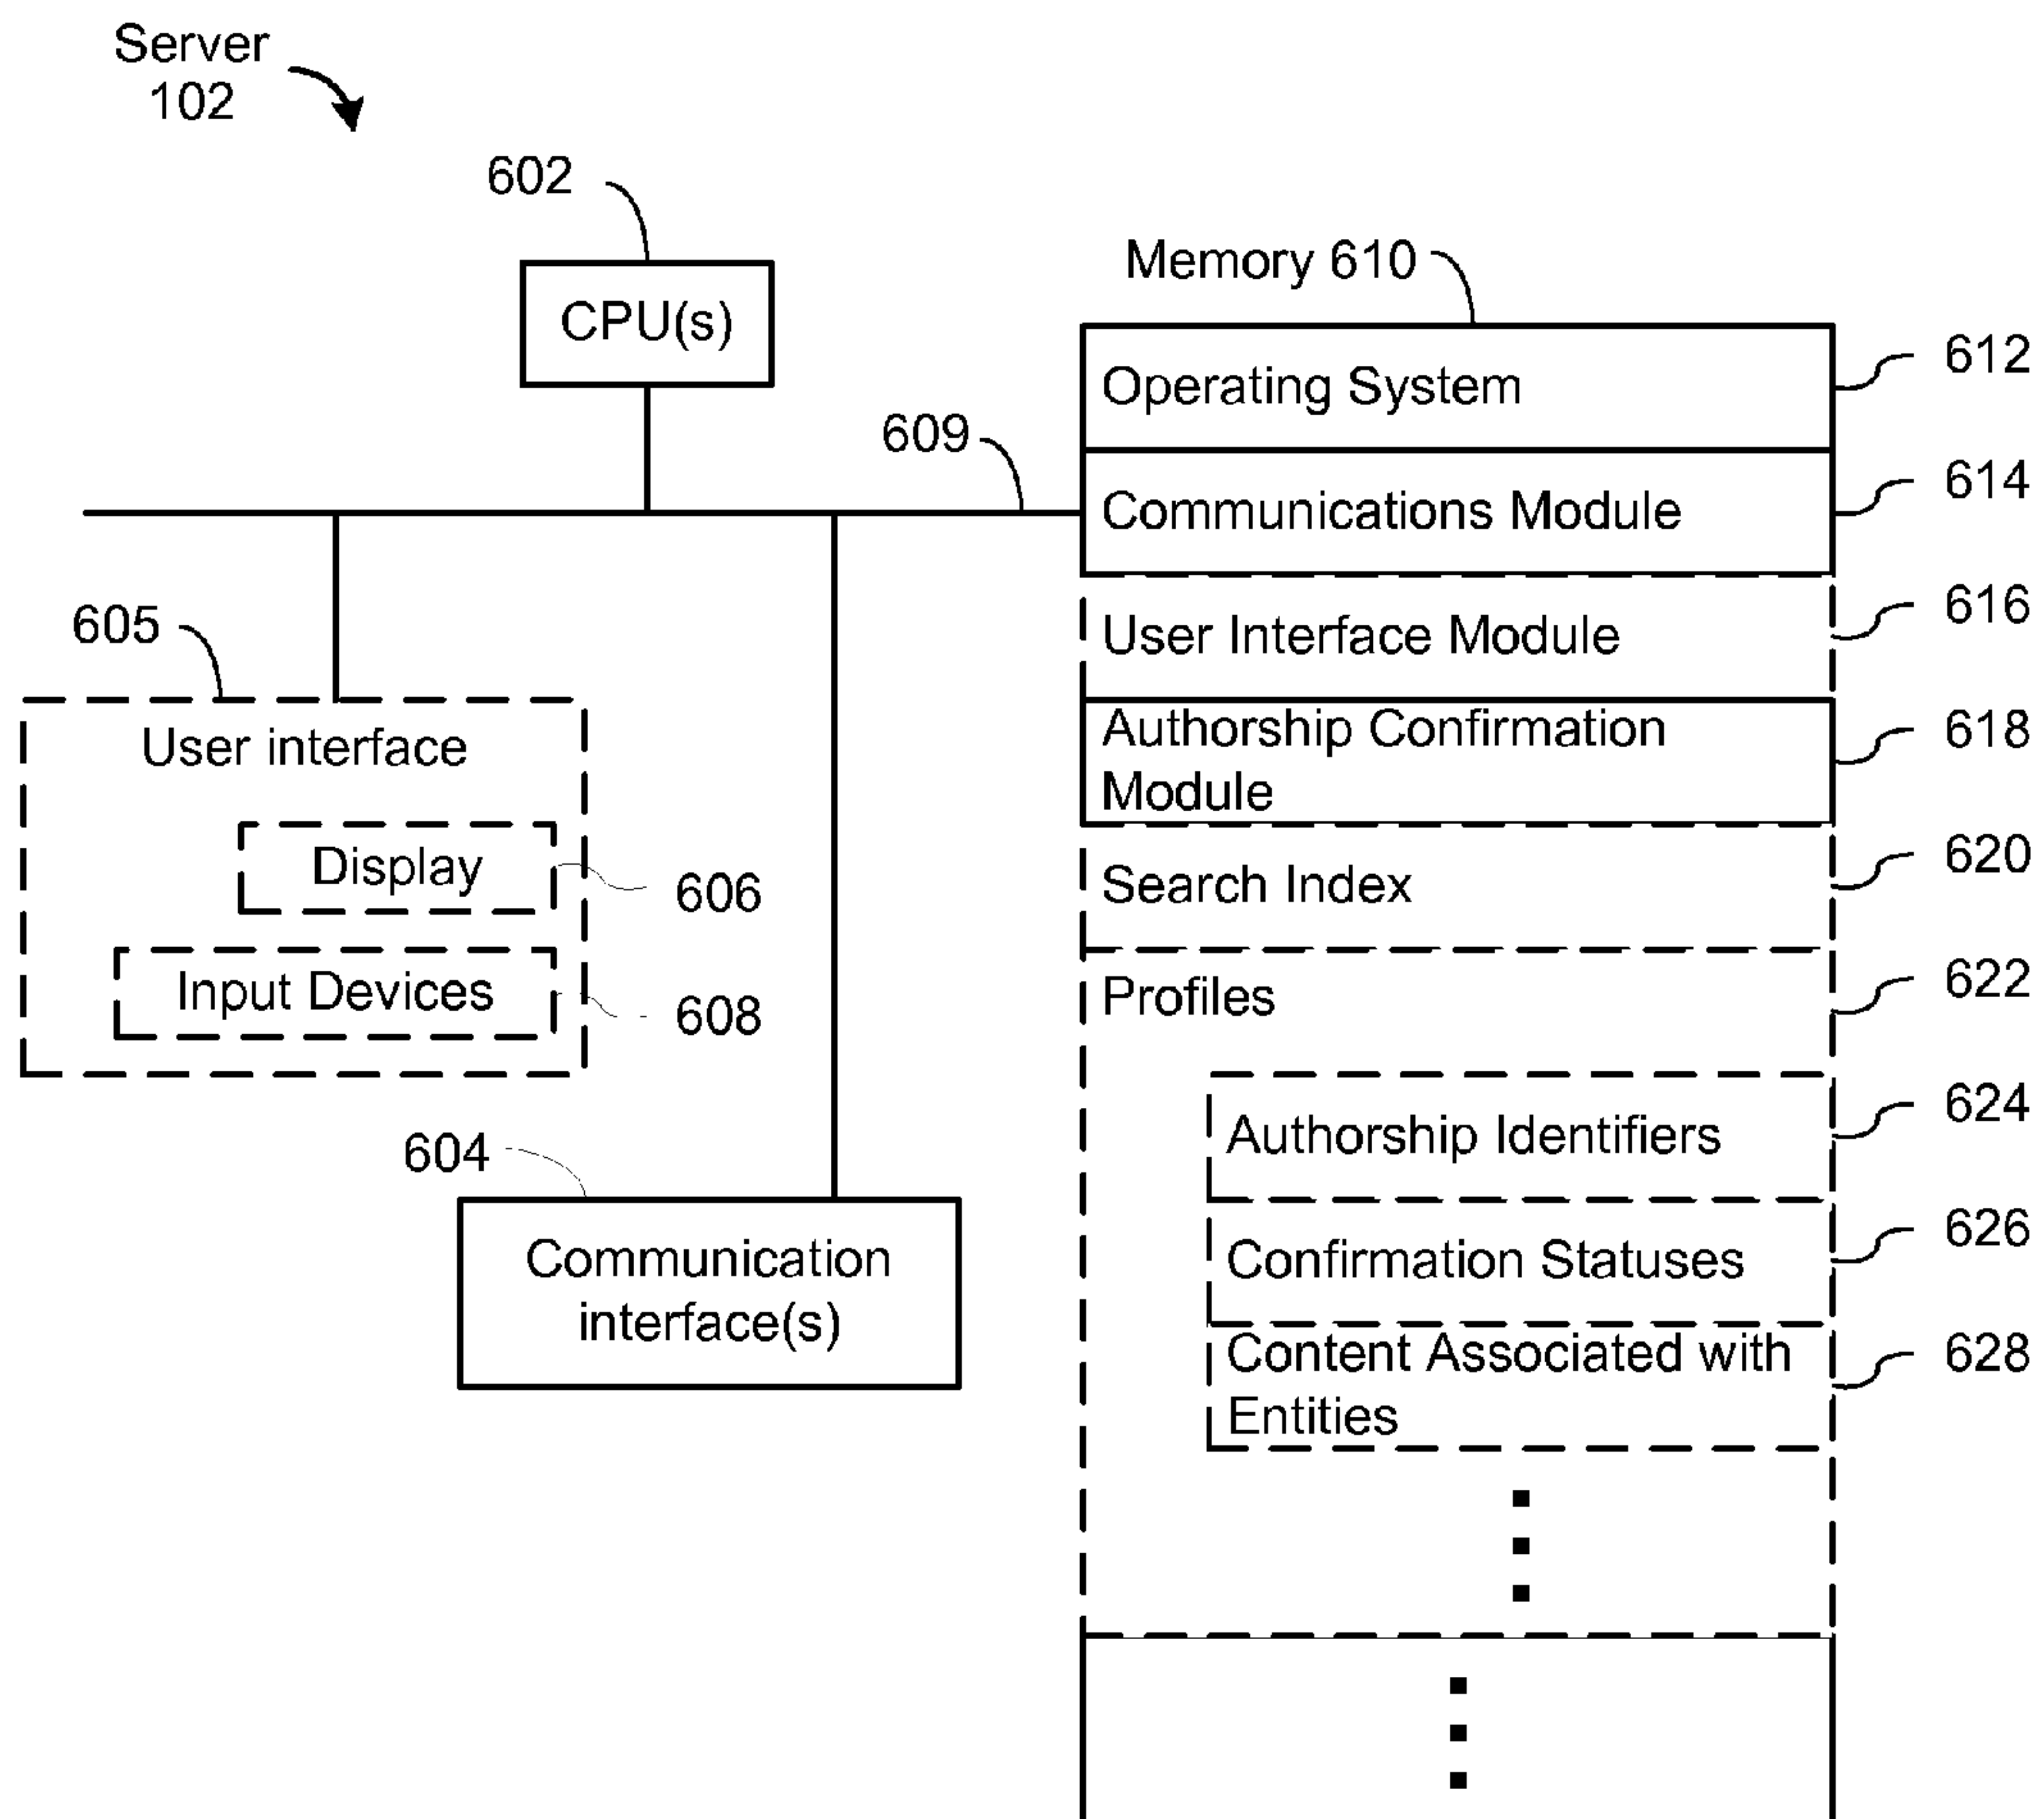 Server
102
602
CPU(s)
609
605
User interface
Display
606
Input Devices
608
604
Communication
interface(s)
Memory 610
Operating System
612
Communications Module
614
User Interface Module
616
Authorship Confirmation
Module
618
Search Index
620
Profiles
622
Authorship Identifiers
624
Confirmation Statuses
626
Content Associated with
Entities
628